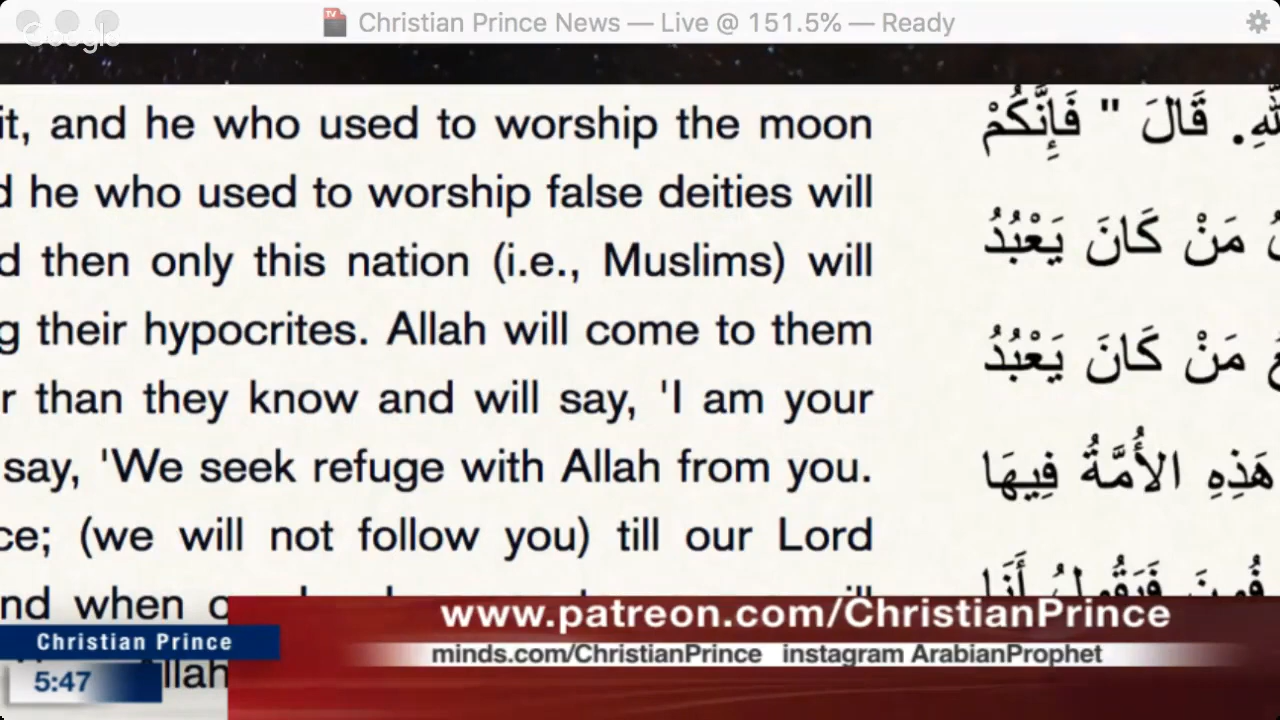 Christian Prince News — Live @ 151.5% — Ready
Google
it, and he who used to worship the moon
he who used to worship false deities will
then only this nation (i.e., Muslims) will
their hypocrites. Allah will come to them
than they know and will say, 'I am your
say, 'We seek refuge with Allah from you.
(we will not follow you) till our Lord
when
اللَّهِ. قَالَ " فَإِنَّكُمْ
مَنْ كَانَ يَعْبُدُ
مَنْ كَانَ يَعْبُدُ
هَذِهِ الأُمَّةُ فِيهَا
فَيَقُولُ أَنَا
www.patreon.com/ChristianPrince
Christian Prince
minds.com/ChristianPrince instagram ArabianProphet
5:47